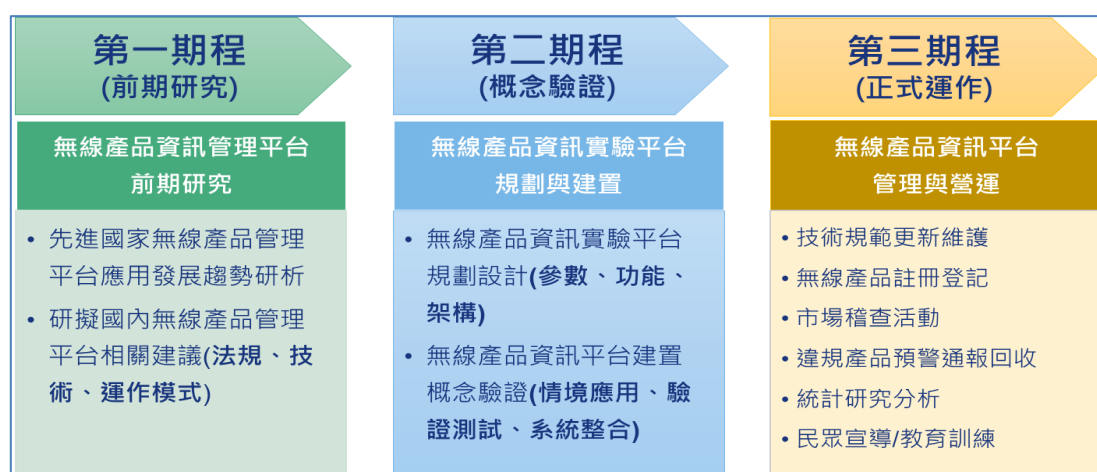 第一期程
(前期研究)
無線產品資訊管理平台
前期研究
• 先進國家無線產品管理
平台應用發展趨勢研析
• 研擬國內無線產品管理
平台相關建議(法規、技
術、運作模式)
第二期程
(概念驗證)
無線產品資訊實驗平台
規劃與建置
• 無線產品資訊實驗平台
規劃設計(參數、功能、
架構)
• 無線產品資訊平台建置
概念驗證(情境應用、驗
證測試、系統整合)
第三期程
(正式運作)
無線產品資訊平台
管理與營運
• 技術規範更新維護
• 無線產品註冊登記
• 市場稽查活動
• 違規產品預警通報回收
• 統計研究分析
• 民眾宣導/教育訓練